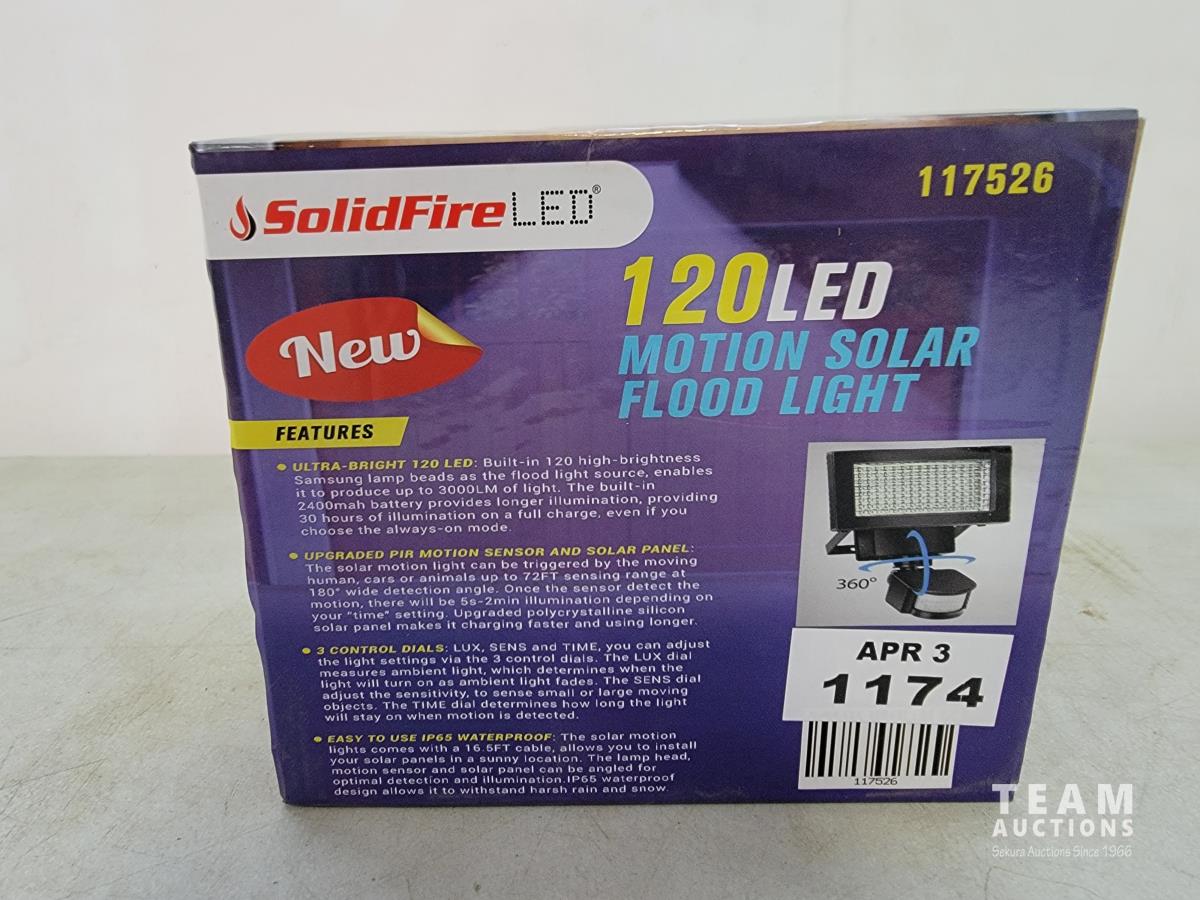 SolidFire LED®
117526
120LED
MOTION SOLAR
FLOOD LIGHT
New
FEATURES
• ULTRA-BRIGHT 120 LED: Built-in 120 high-brightness
Samsung lamp beads as the flood light source, enables
it to produce up to 3000LM of light. The built-in
2400mah battery provides longer illumination, providing
30 hours of illumination on a full charge, even if you
choose the always-on mode.
• UPGRADED PIR MOTION SENSOR AND SOLAR PANEL:
The solar motion light can be triggered by the moving
human, cars or animals up to 72FT sensing range at
180° wide detection angle. Once the sensor detect the
motion, there will be 5s-2min illumination depending on
your "time" setting. Upgraded polycrystalline silicon
solar panel makes it charging faster and using longer.
• 3 CONTROL DIALS: LUX, SENS and TIME, you can adjust
the light settings via the 3 control dials. The LUX dial
measures ambient light, which determines when the
light will turn on as ambient light fades. The SENS dial
adjust the sensitivity, to sense small or large moving
objects. The TIME dial determines how long the light
will stay on when motion is detected.
• EASY TO USE IP65 WATERPROOF: The solar motion
lights comes with a 16.5FT cable, allows you to install
your solar panels in a sunny location. The lamp head,
motion sensor and solar panel can be angled for
optimal detection and illumination.IP65 waterproof
design allows it to withstand harsh rain and snow.
360°
APR 3
1174
117526
TEAM
AUCTIONS
Sekura Auctions Since 1966